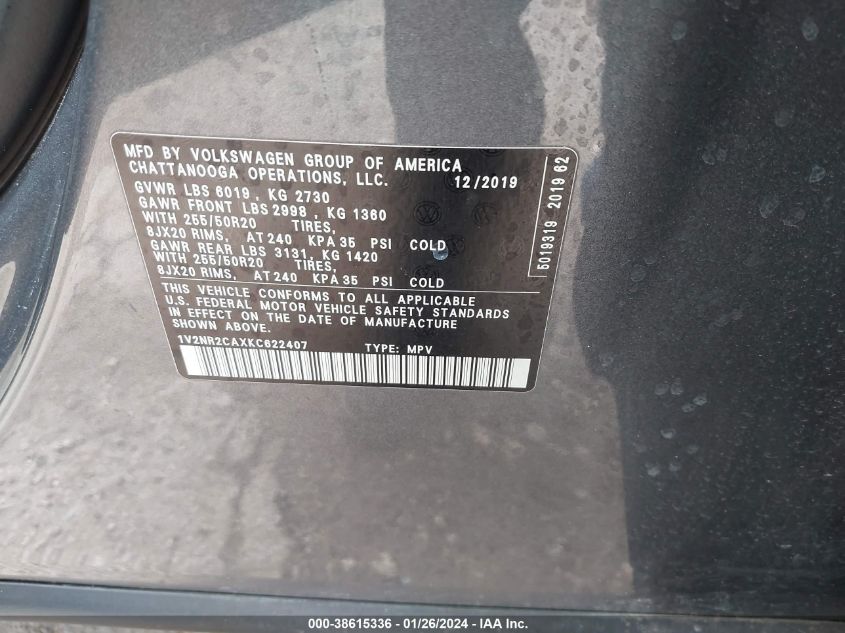 MFD BY VOLKSWAGEN GROUP OF AMERICA
CHATTANOOGA OPERATIONS, LLC. 12/2019
GVWR LBS 6019 , KG 2730
GAWR FRONT LBS 2998 , KG 1360
WITH 255/50R20 TIRES,
8JX20 RIMS, AT 240 KPA 35 PSI COLD
GAWR REAR LBS 3131, KG 1420
WITH 255/50R20 TIRES,
8JX20 RIMS, AT 240 KPA 35 PSI COLD
THIS VEHICLE CONFORMS TO ALL APPLICABLE
U.S. FEDERAL MOTOR VEHICLE SAFETY STANDARDS
IN EFFECT ON THE DATE OF MANUFACTURE
SHOWN ABOVE.
1V2NR2CAXKC622407 TYPE: MPV
5019319 2019 62
000-38615336 - 01/26/2024 - IAA Inc.